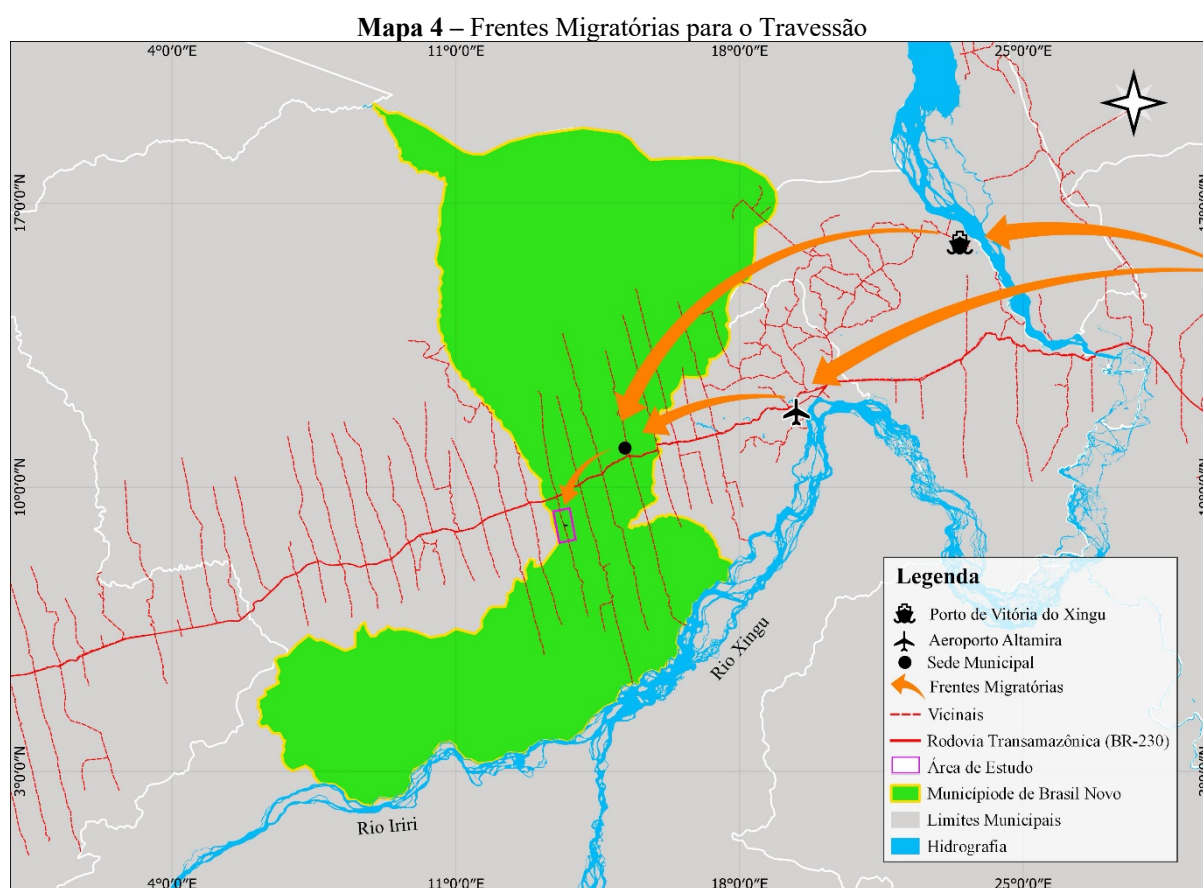 Mapa 4 – Frentes Migratórias para o Travessão
4°0'0"E 11°0'0"E 18°0'0"E 25°0'0"E
17°0'0"N
10°0'0"N
3°0'0"N
Rio Xingu
Rio Iriri
Legenda
Porto de Vitória do Xingu
Aeroporto Altamira
Sede Municipal
Frentes Migratórias
Vicinais
Rodovia Transamazônica (BR-230)
Área de Estudo
Municípiode de Brasil Novo
Limites Municipais
Hidrografia
4°0'0"E 11°0'0"E 18°0'0"E 25°0'0"E